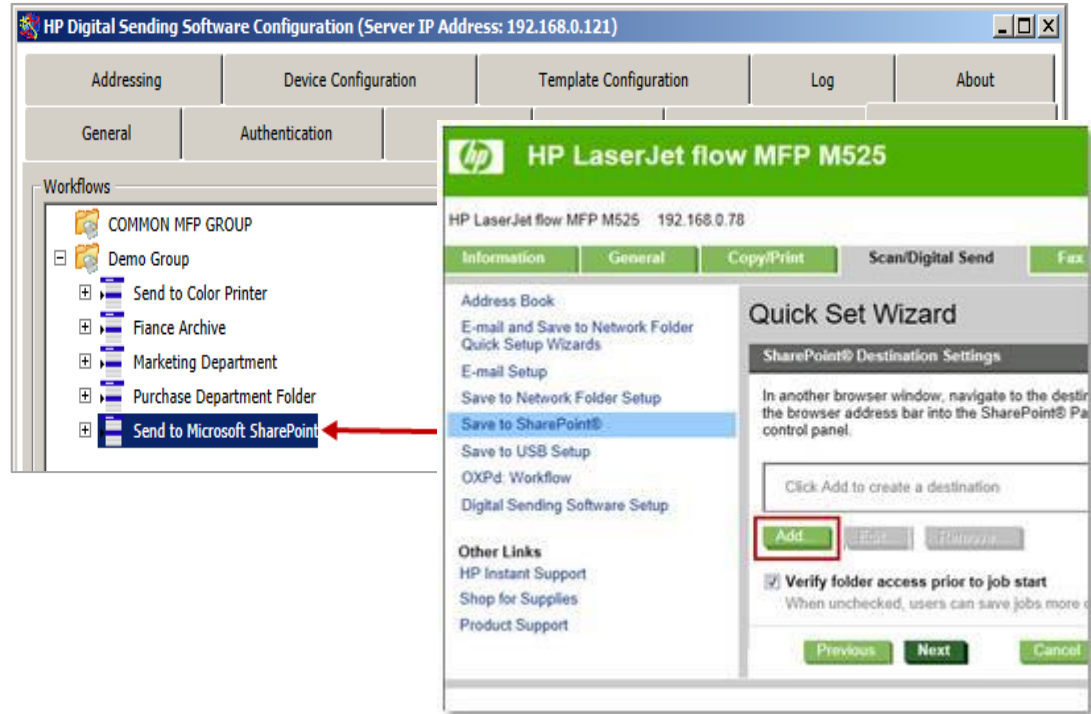 HP Digital Sending Software Configuration (Server IP Address: 192.168.0.121)
Addressing
Device Configuration
Template Configuration
Log
About
General
Authentication
Workflows
COMMON MFP GROUP
Demo Group
Send to Color Printer
Fiance Archive
Marketing Department
Purchase Department Folder
Send to Microsoft SharePoint
hp
HP LaserJet flow MFP M525
HP LaserJet flow MFP M525 192.168.0.78
Information
General
Copy/Print
Scan/Digital Send
Fax
Address Book
E-mail and Save to Network Folder
Quick Setup Wizards
E-mail Setup
Save to Network Folder Setup
Save to SharePoint®
Save to USB Setup
OXPd: Workflow
Digital Sending Software Setup
Other Links
HP Instant Support
Shop for Supplies
Product Support
Quick Set Wizard
SharePoint® Destination Settings
In another browser window, navigate to the destin
the browser address bar into the SharePoint® Pa
control panel.
Click Add to create a destination
Add...
Edit...
Remove...
Verify folder access prior to job start
When unchecked, users can save jobs more
Previous
Next
Cancel